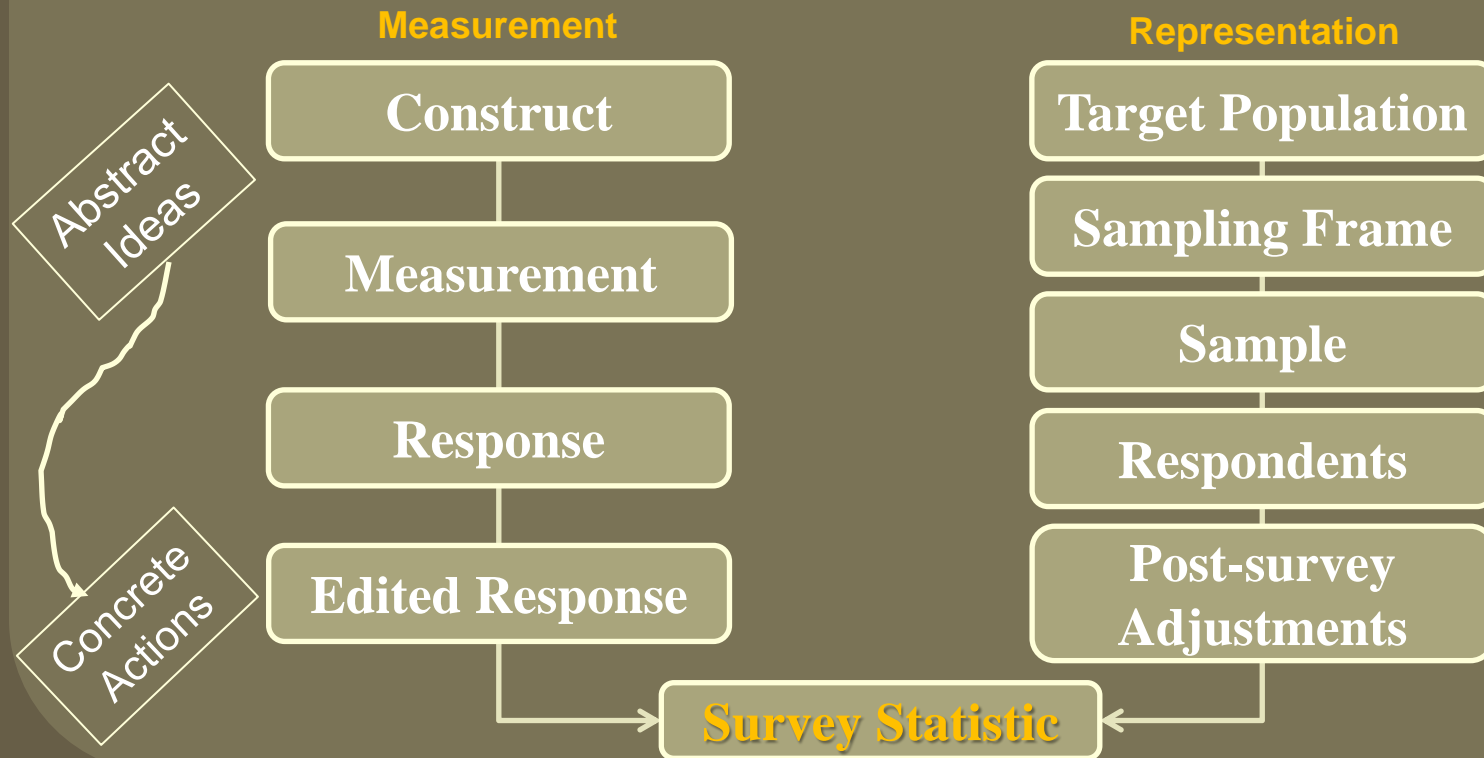 Measurement
Representation
Abstract
Ideas
Construct
Measurement
Response
Edited Response
Concrete
Actions
Target Population
Sampling Frame
Sample
Respondents
Post-survey
Adjustments
Survey Statistic